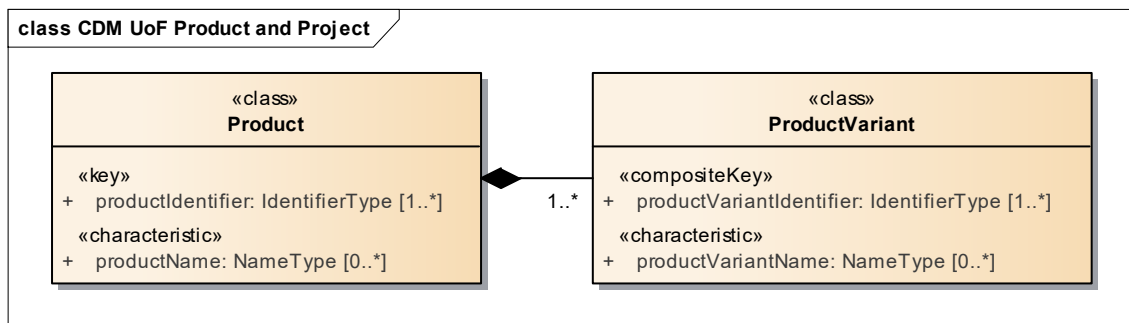 class CDM UoF Product and Project
«class»
Product
«key»
+ productIdentifier: IdentifierType [1..*]
«characteristic»
+ productName: NameType [0..*]
1..*
«class»
ProductVariant
«compositeKey»
+ productVariantIdentifier: IdentifierType [1..*]
«characteristic»
+ productVariantName: NameType [0..*]